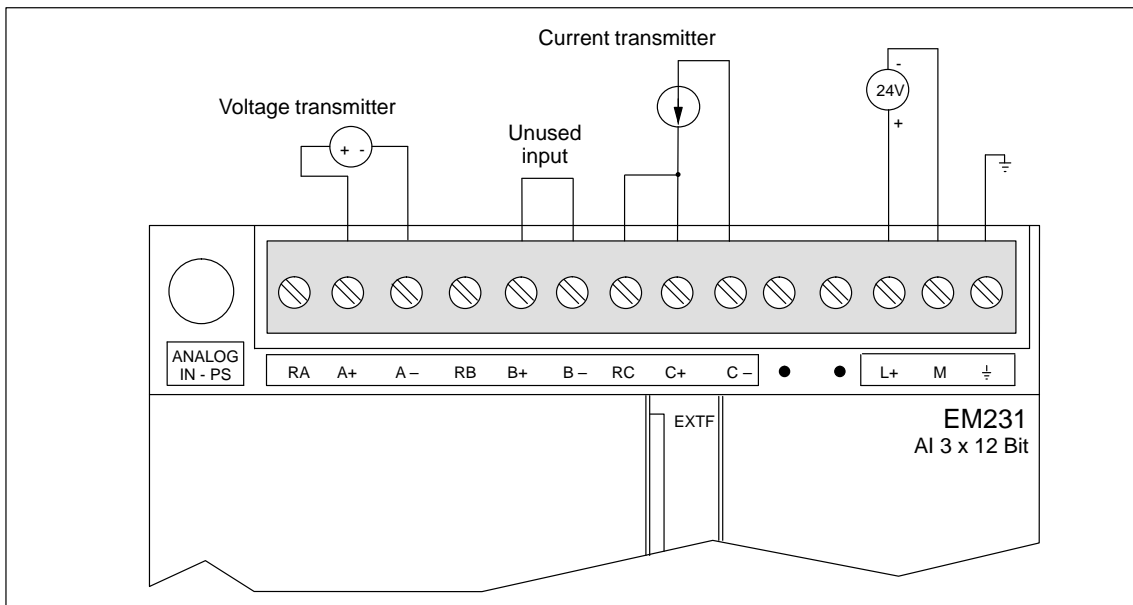 Current transmitter
Voltage transmitter
+ -
Unused
input
-
24V
+
ANALOG
IN - PS
RA A+ A – RB B+ B – RC C+ C – ● ● L+ M ⏚
EXTF
EM231
AI 3 x 12 Bit